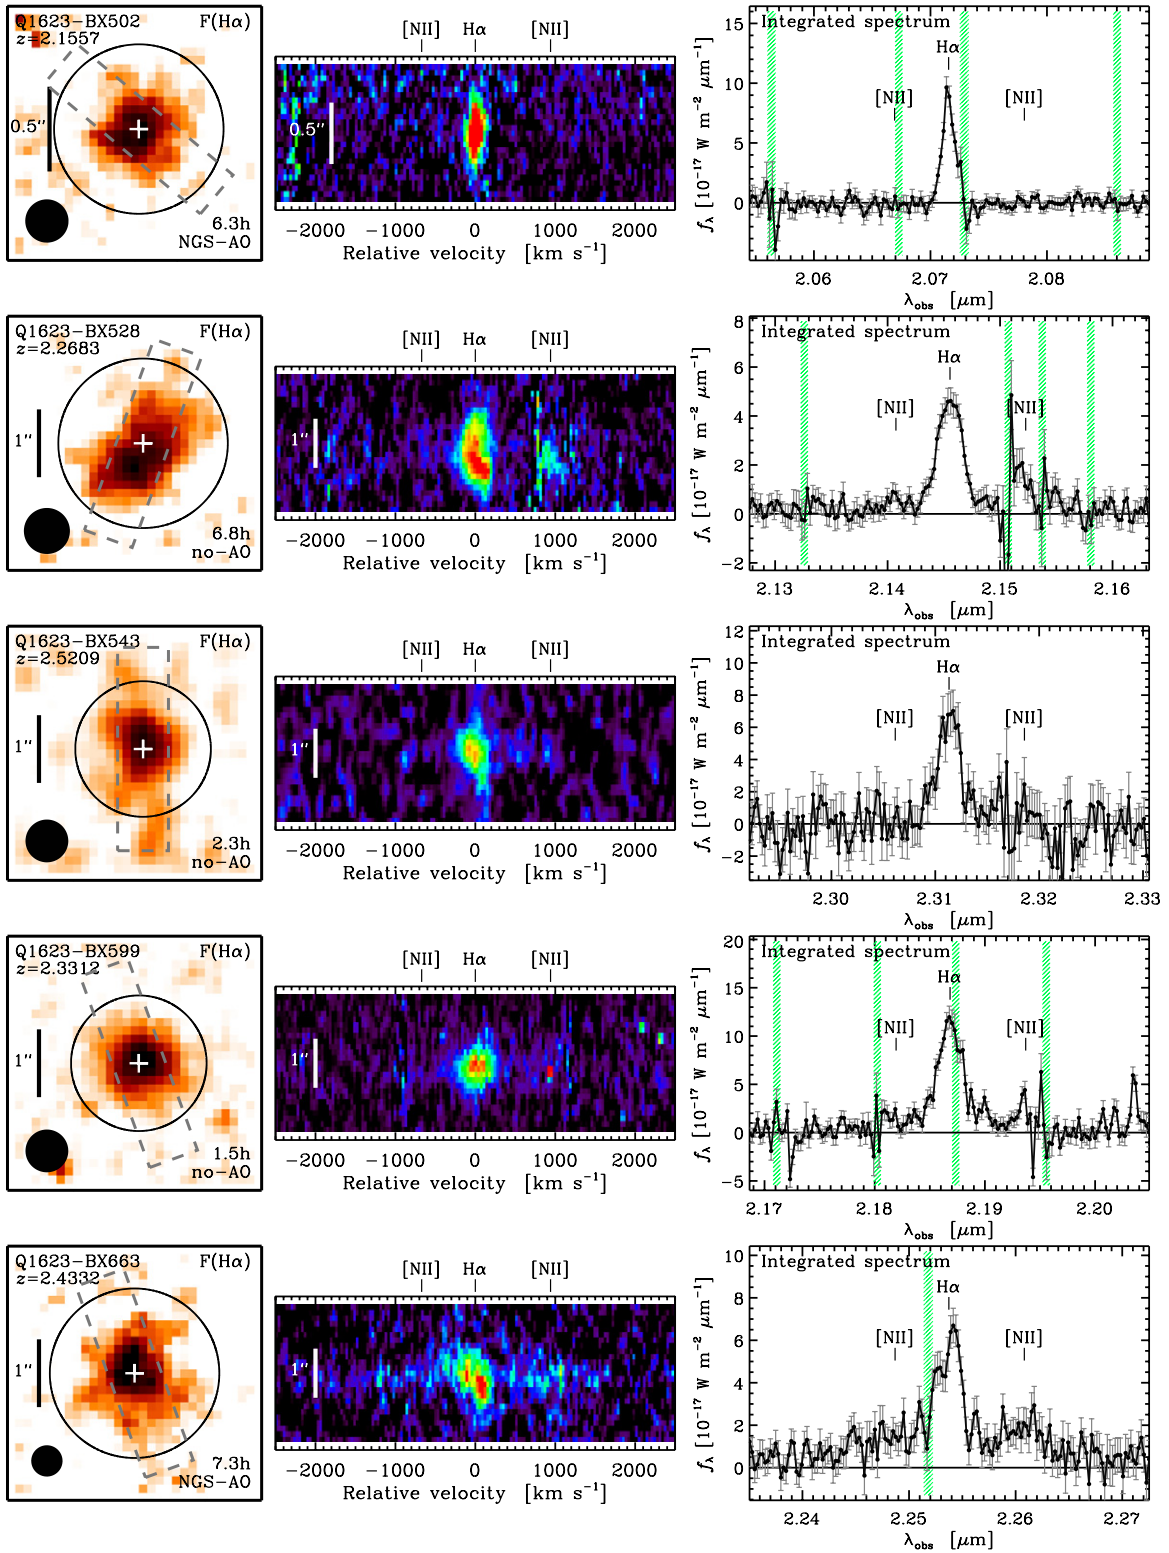 Q1623-BX502 F(Hα)
z=2.1557
0.5″
6.3h
NGS-AO
[NII] Hα [NII]
0.5″
-2000 -1000 0 1000 2000
Relative velocity [km s⁻¹]
Integrated spectrum
Hα
[NII] [NII]
15
10
5
0
f_λ [10⁻¹⁷ W m⁻² μm⁻¹]
2.06 2.07 2.08
λ_obs [μm]
Q1623-BX528 F(Hα)
z=2.2683
1″
6.8h
no-AO
[NII] Hα [NII]
1″
-2000 -1000 0 1000 2000
Relative velocity [km s⁻¹]
Integrated spectrum
Hα
[NII] [NII]
8
6
4
2
0
-2
f_λ [10⁻¹⁷ W m⁻² μm⁻¹]
2.13 2.14 2.15 2.16
λ_obs [μm]
Q1623-BX543 F(Hα)
z=2.5209
1″
2.3h
no-AO
[NII] Hα [NII]
1″
-2000 -1000 0 1000 2000
Relative velocity [km s⁻¹]
Integrated spectrum
Hα
[NII] [NII]
12
10
8
6
4
2
0
-2
f_λ [10⁻¹⁷ W m⁻² μm⁻¹]
2.30 2.31 2.32 2.33
λ_obs [μm]
Q1623-BX599 F(Hα)
z=2.3312
1″
1.5h
no-AO
[NII] Hα [NII]
1″
-2000 -1000 0 1000 2000
Relative velocity [km s⁻¹]
Integrated spectrum
Hα
[NII] [NII]
20
15
10
5
0
-5
f_λ [10⁻¹⁷ W m⁻² μm⁻¹]
2.17 2.18 2.19 2.20
λ_obs [μm]
Q1623-BX663 F(Hα)
z=2.4332
1″
7.3h
NGS-AO
[NII] Hα [NII]
1″
-2000 -1000 0 1000 2000
Relative velocity [km s⁻¹]
Integrated spectrum
Hα
[NII] [NII]
10
8
6
4
2
0
f_λ [10⁻¹⁷ W m⁻² μm⁻¹]
2.24 2.25 2.26 2.27
λ_obs [μm]